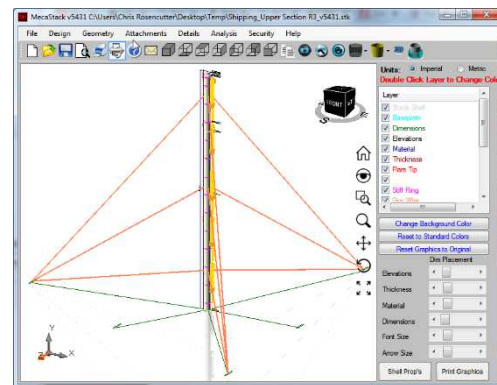 MecaStack v5431 C:\Users\Chris Rosencutter\Desktop\Temp\Shipping_Upper Section R3_v5431.stk
File Design Geometry Attachments Details Analysis Security Help
Units: Imperial Metric
Double Click Layer to Change Colo
Layer
Stack Shell
Baseplate
Dimensions
Elevations
Material
Thickness
Flare Tip
Stiff Ring
Guy Wire
FRONT
Change Background Color
Reset to Standard Colors
Reset Graphics to Original
Dim Placement
Elevations
Thickness
Material
Dimensions
Font Size
Arrow Size
Shell Prop's Print Graphics
Y
X
Z